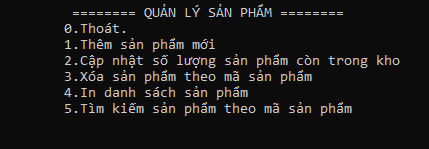 ======== QUẢN LÝ SẢN PHẨM ========
0.Thoát.
1.Thêm sản phẩm mới
2.Cập nhật số lượng sản phẩm còn trong kho
3.Xóa sản phẩm theo mã sản phẩm
4.In danh sách sản phẩm
5.Tìm kiếm sản phẩm theo mã sản phẩm